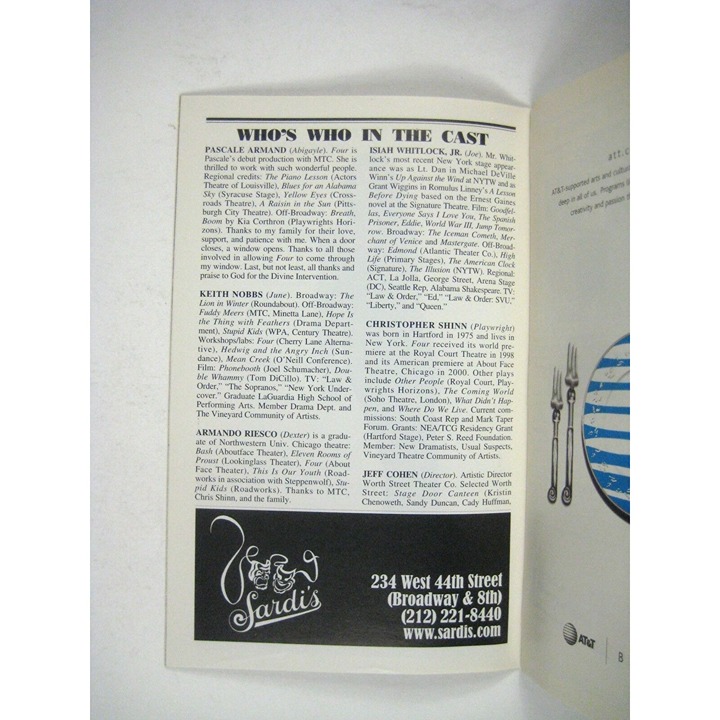 WHO'S WHO IN THE CAST
PASCALE ARMAND (Abigayle). Four is
Pascale's debut production with MTC. She is
thrilled to work with such wonderful people.
Regional credits: The Piano Lesson (Actors
Theatre of Louisville), Blues for an Alabama
Sky (Syracuse Stage), Yellow Eyes (Cross-
roads Theatre), A Raisin in the Sun (Pitts-
burgh City Theatre). Off-Broadway: Breath,
Boom by Kia Corthron (Playwrights Hori-
zons). Thanks to my family for their love,
support, and patience with me. When a door
closes, a window opens. Thanks to all those
involved in allowing Four to come through
my window. Last, but not least, all thanks and
praise to God for the Divine Intervention.
KEITH NOBBS (June). Broadway: The
Lion in Winter (Roundabout). Off-Broadway:
Fuddy Meers (MTC, Minetta Lane), Hope Is
the Thing with Feathers (Drama Depart-
ment), Stupid Kids (WPA, Century Theatre).
Workshops/labs: Four (Cherry Lane Alterna-
tive), Hedwig and the Angry Inch (Sun-
dance), Mean Creek (O'Neill Conference).
Film: Phonebooth (Joel Schumacher), Dou-
ble Whammy (Tom DiCillo). TV: "Law &
Order," "The Sopranos," "New York Under-
cover." Graduate LaGuardia High School of
Performing Arts. Member Drama Dept. and
The Vineyard Community of Artists.
ARMANDO RIESCO (Dexter) is a gradu-
ate of Northwestern Univ. Chicago theatre:
Bash (Aboutface Theater), Eleven Rooms of
Proust (Lookinglass Theater), Four (About
Face Theater), This Is Our Youth (Road-
works in association with Steppenwolf), Stu-
pid Kids (Roadworks). Thanks to MTC,
Chris Shinn, and the family.
ISIAH WHITLOCK, JR. (Joe). Mr. Whit-
lock's most recent New York stage appear-
ance was as Lt. Dan in Michael DeVille
Winn's Up Against the Wind at NYTW and as
Grant Wiggins in Romulus Linney's A Lesson
Before Dying based on the Ernest Gaines
novel at the Signature Theatre. Film: Goodfel-
las, Everyone Says I Love You, The Spanish
Prisoner, Eddie, World War III, Jump Tomor-
row. Broadway: The Iceman Cometh, Mer-
chant of Venice and Mastergate. Off-Broad-
way: Edmond (Atlantic Theater Co.), High
Life (Primary Stages), The American Clock
(Signature), The Illusion (NYTW). Regional:
ACT, La Jolla, George Street, Arena Stage
(DC), Seattle Rep, Alabama Shakespeare. TV:
"Law & Order," "Ed," "Law & Order: SVU,"
"Liberty," and "Queen."
CHRISTOPHER SHINN (Playwright)
was born in Hartford in 1975 and lives in
New York. Four received its world pre-
miere at the Royal Court Theatre in 1998
and its American premiere at About Face
Theatre, Chicago in 2000. Other plays
include Other People (Royal Court, Play-
wrights Horizons), The Coming World
(Soho Theatre, London), What Didn't Hap-
pen, and Where Do We Live. Current com-
missions: South Coast Rep and Mark Taper
Forum. Grants: NEA/TCG Residency Grant
(Hartford Stage), Peter S. Reed Foundation.
Member: New Dramatists, Usual Suspects,
Vineyard Theatre Community of Artists.
JEFF COHEN (Director). Artistic Director
Worth Street Theater Co. Selected Worth
Street: Stage Door Canteen (Kristin
Chenoweth, Sandy Duncan, Cady Huffman,
Sardi's
234 West 44th Street
(Broadway & 8th)
(212) 221-8440
www.sardis.com
att.c
AT&T-supported arts and cultur
deep in all of us. Programs l
creativity and passion th
AT&T
B